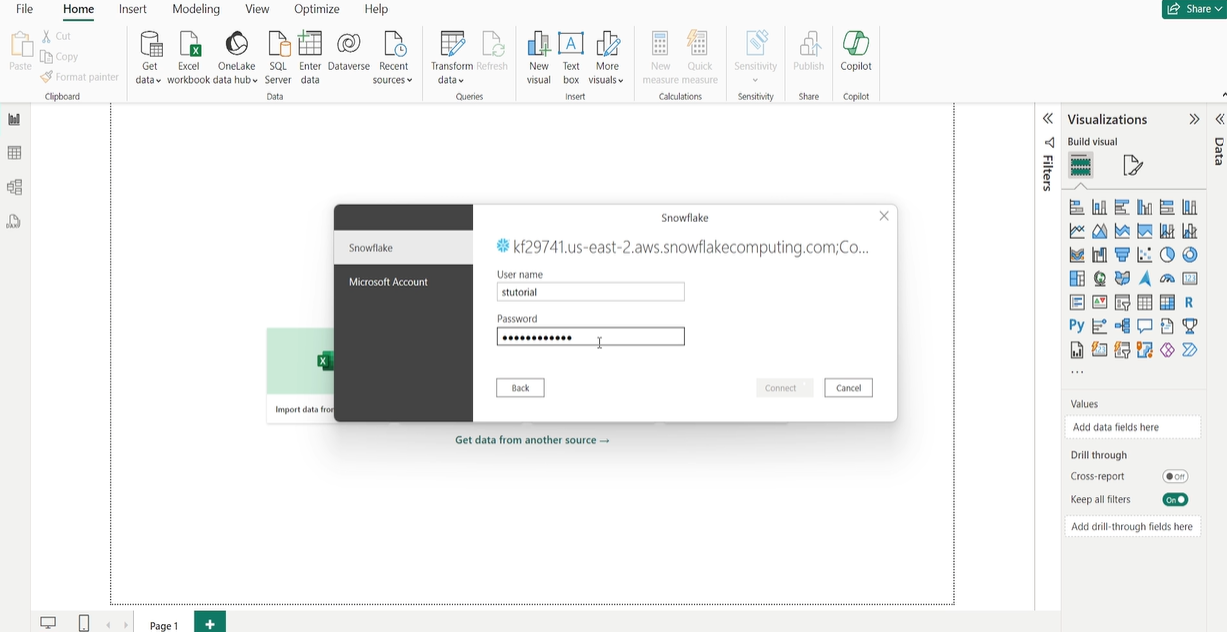 File Home Insert Modeling View Optimize Help
Share
Paste
Cut
Copy
Format painter
Clipboard
Get data
Excel workbook
OneLake data hub
SQL Server
Enter data
Dataverse
Recent sources
Data
Transform data
Refresh
Queries
New visual
Text box
More visuals
Insert
New measure
Quick measure
Calculations
Sensitivity
Sensitivity
Publish
Share
Copilot
Copilot
Snowflake
Snowflake
Microsoft Account
kf29741.us-east-2.aws.snowflakecomputing.com;Co...
User name
stutorial
Password
••••••••••••
Back
Connect
Cancel
Import data fro
Get data from another source →
Filters
Visualizations
Build visual
R
Py
...
Values
Add data fields here
Drill through
Cross-report
Off
Keep all filters
On
Add drill-through fields here
Data
Page 1